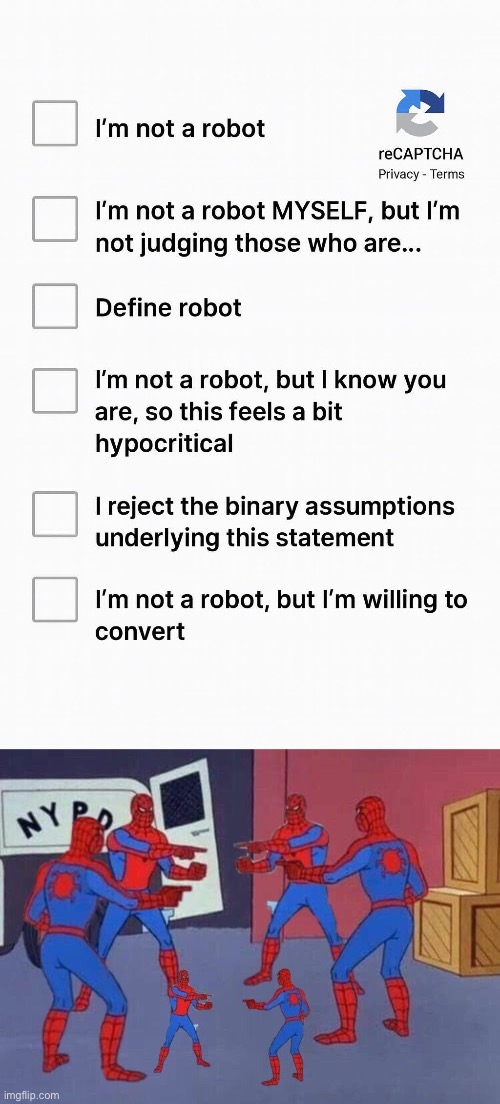 I'm not a robot
reCAPTCHA
Privacy - Terms
I'm not a robot MYSELF, but I'm
not judging those who are...
Define robot
I'm not a robot, but I know you
are, so this feels a bit
hypocritical
I reject the binary assumptions
underlying this statement
I'm not a robot, but I'm willing to
convert
NYPD
imgflip.com